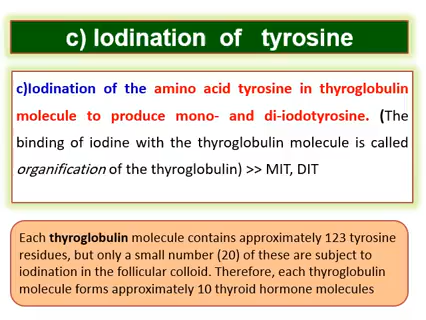 c) Iodination of tyrosine
c)Iodination of the amino acid tyrosine in thyroglobulin
molecule to produce mono- and di-iodotyrosine. (The
binding of iodine with the thyroglobulin molecule is called
organification of the thyroglobulin) >> MIT, DIT
Each thyroglobulin molecule contains approximately 123 tyrosine
residues, but only a small number (20) of these are subject to
iodination in the follicular colloid. Therefore, each thyroglobulin
molecule forms approximately 10 thyroid hormone molecules